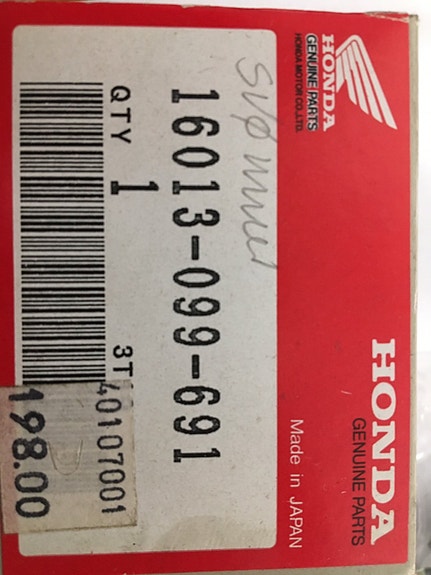 HONDA
GENUINE PARTS
HONDA MOTOR CO.,LTD.
HONDA
GENUINE PARTS
Made in JAPAN
16013-099-691
QTY 1
3T
40107001
198.00